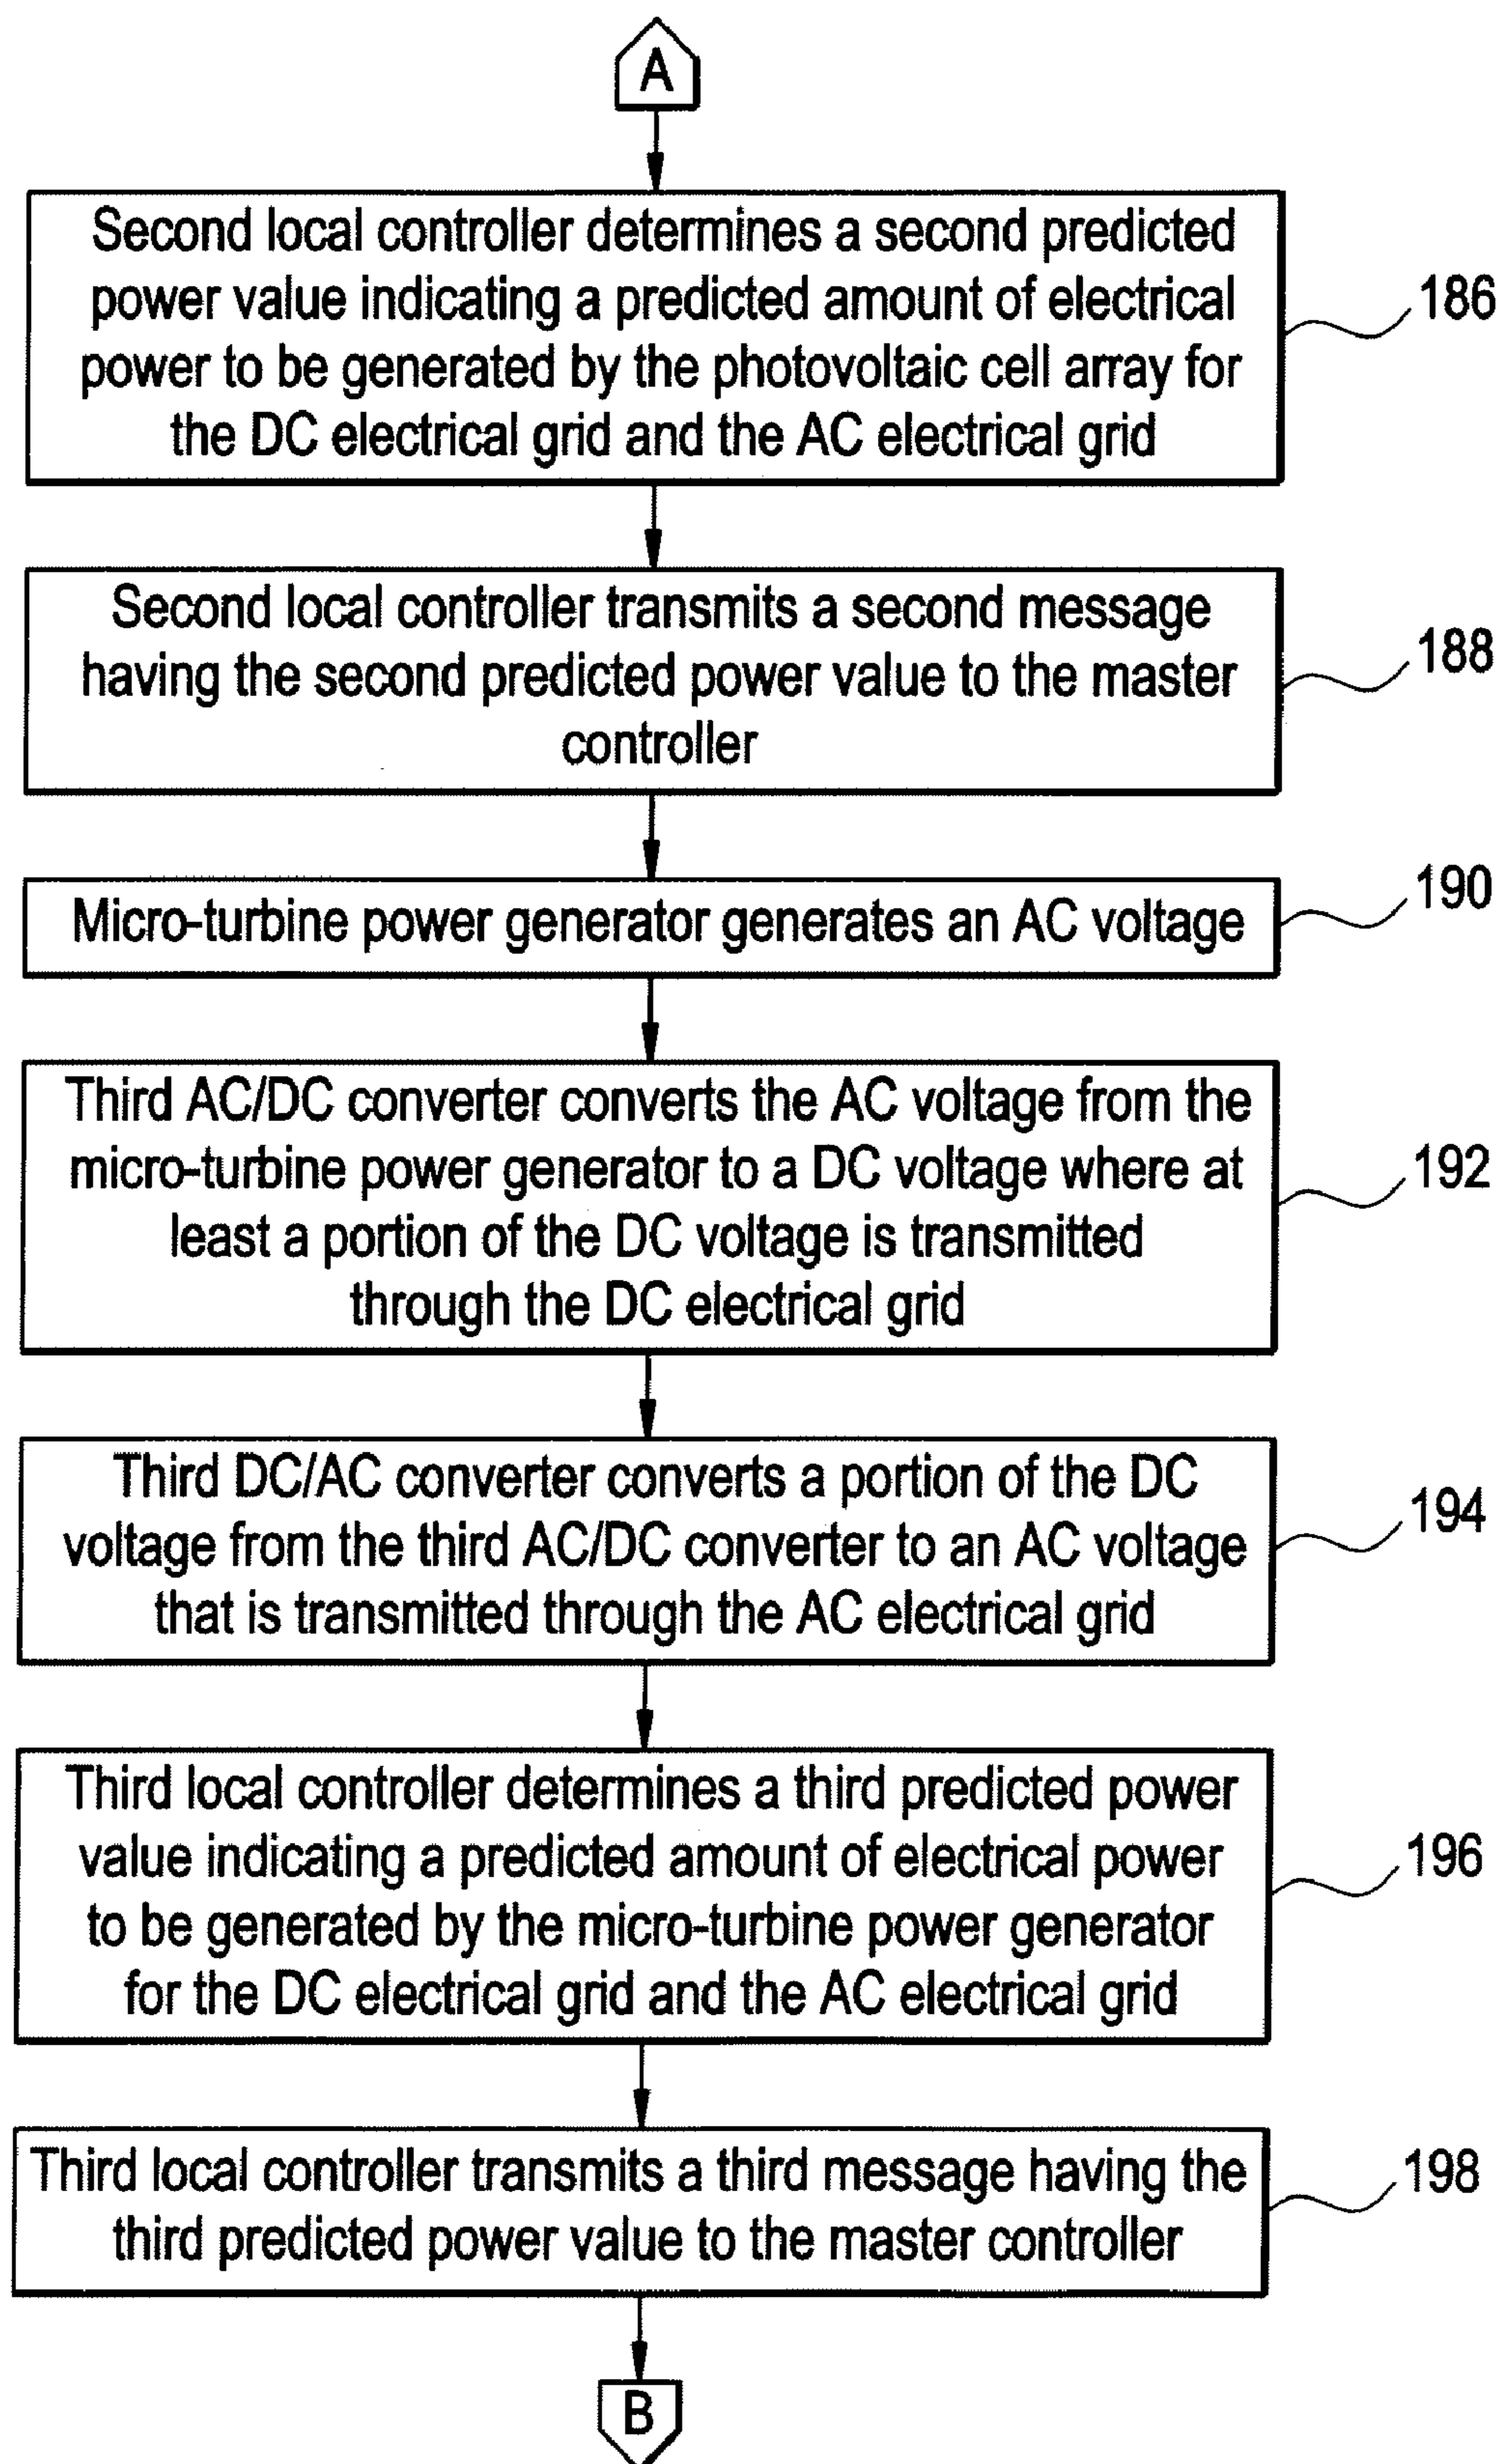 A
Second local controller determines a second predicted
power value indicating a predicted amount of electrical
power to be generated by the photovoltaic cell array for
the DC electrical grid and the AC electrical grid
186
Second local controller transmits a second message
having the second predicted power value to the master
controller
188
Micro-turbine power generator generates an AC voltage
190
Third AC/DC converter converts the AC voltage from the
micro-turbine power generator to a DC voltage where at
least a portion of the DC voltage is transmitted
through the DC electrical grid
192
Third DC/AC converter converts a portion of the DC
voltage from the third AC/DC converter to an AC voltage
that is transmitted through the AC electrical grid
194
Third local controller determines a third predicted power
value indicating a predicted amount of electrical power
to be generated by the micro-turbine power generator
for the DC electrical grid and the AC electrical grid
196
Third local controller transmits a third message having the
third predicted power value to the master controller
198
B